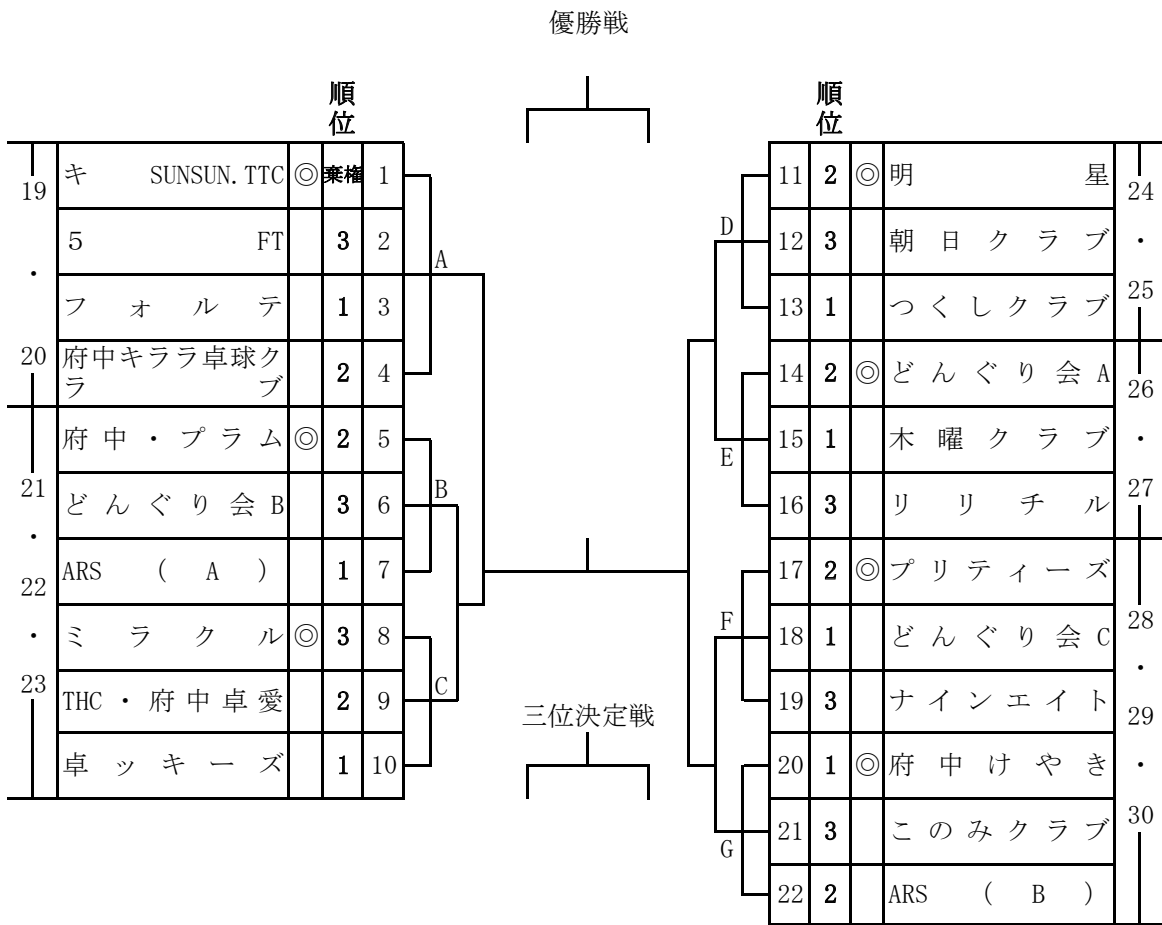 優勝戦
順位
順位
19 ・ 20
キ SUNSUN.TTC ◎ 棄権 1
5 FT 3 2
フォルテ 1 3
府中キララ卓球クラブ 2 4
A
21 ・ 22 ・ 23
府中・プラム ◎ 2 5
どんぐり会B 3 6
ARS (A) 1 7
B
ミラクル ◎ 3 8
THC・府中卓愛 2 9
卓ッキーズ 1 10
C
三位決定戦
D
11 2 ◎ 明星
12 3 朝日クラブ
13 1 つくしクラブ
24 ・ 25
E
14 2 ◎ どんぐり会A
15 1 木曜クラブ
16 3 リリチル
26 ・ 27
F
17 2 ◎ プリティーズ
18 1 どんぐり会C
19 3 ナインエイト
28 ・ 29 ・ 30
G
20 1 ◎ 府中けやき
21 3 このみクラブ
22 2 ARS (B)